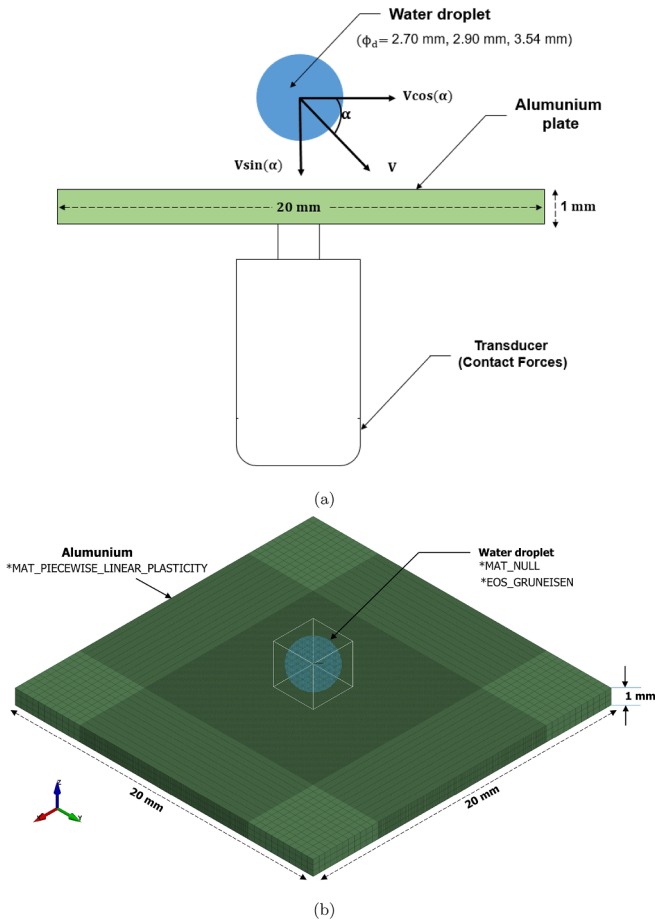 Water droplet
(ϕd= 2.70 mm, 2.90 mm, 3.54 mm)
Vcos(α)
α
Alumunium
plate
Vsin(α)
V
20 mm
1 mm
Transducer
(Contact Forces)
(a)
Alumunium
*MAT_PIECEWISE_LINEAR_PLASTICITY
Water droplet
*MAT_NULL
*EOS_GRUNEISEN
1 mm
Z
Y
20 mm
20 mm
(b)